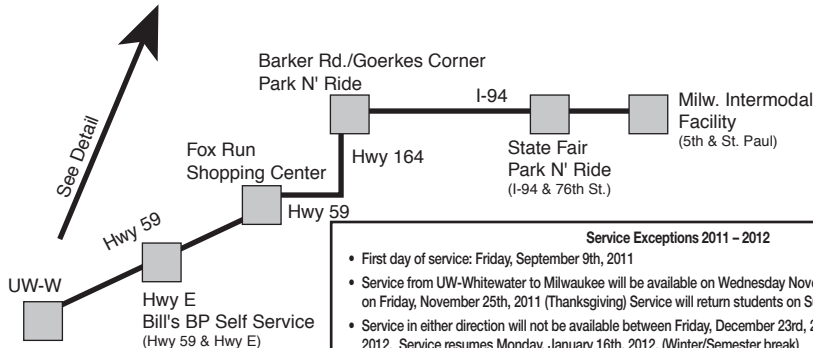 Barker Rd./Goerkes Corner
Park N' Ride
I-94
Milw. Intermodal
Facility
(5th & St. Paul)
See Detail
Fox Run
Shopping Center
Hwy 164
State Fair
Park N' Ride
(I-94 & 76th St.)
Hwy 59
Hwy 59
UW-W
Hwy E
Bill's BP Self Service
(Hwy 59 & Hwy E)
Service Exceptions 2011 – 2012
• First day of service: Friday, September 9th, 2011
• Service from UW-Whitewater to Milwaukee will be available on Wednesday
on Friday, November 25th, 2011 (Thanksgiving) Service will return students on
• Service in either direction will not be available between Friday, December 23rd,
2012. Service resumes Monday, January 16th, 2012. (Winter/Semester break)